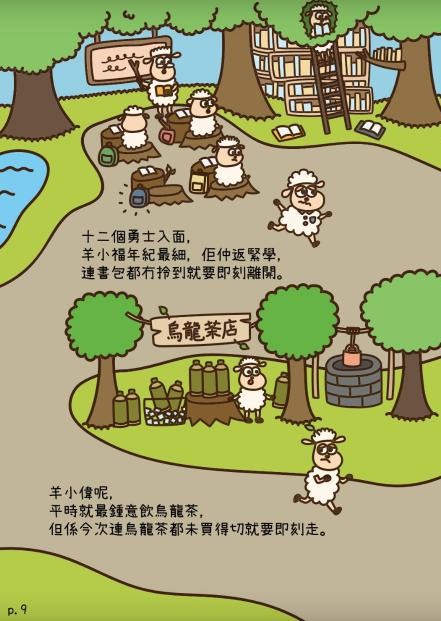 十二個勇士入面，
羊小福年紀最細，佢仲返緊學，
連書包都冇拎到就要即刻離開。
烏龍茶店
羊小偉呢，
平時就最鍾意飲烏龍茶，
但係今次連烏龍茶都未買得切就要即刻走。
p.9